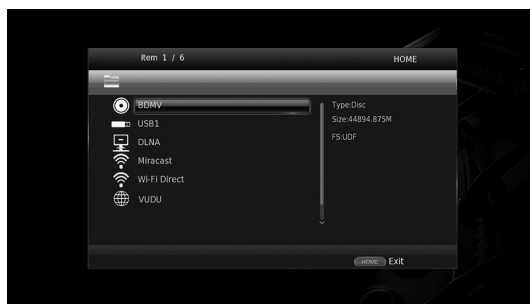 Item 1 / 6
HOME
BDMV
USB1
DLNA
Miracast
Wi-Fi Direct
VUDU
Type:Disc
Size:44894.875M
FS:UDF
HOME Exit